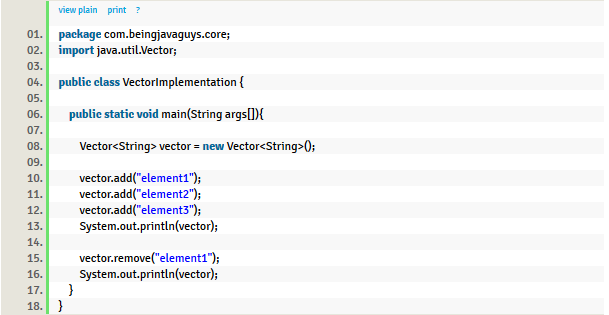 view plain print ?
01. package com.beingjavaguys.core;
02. import java.util.Vector;
03.
04. public class VectorImplementation {
05.
06. public static void main(String args[]){
07.
08. Vector<String> vector = new Vector<String>();
09.
10. vector.add("element1");
11. vector.add("element2");
12. vector.add("element3");
13. System.out.println(vector);
14.
15. vector.remove("element1");
16. System.out.println(vector);
17. }
18. }